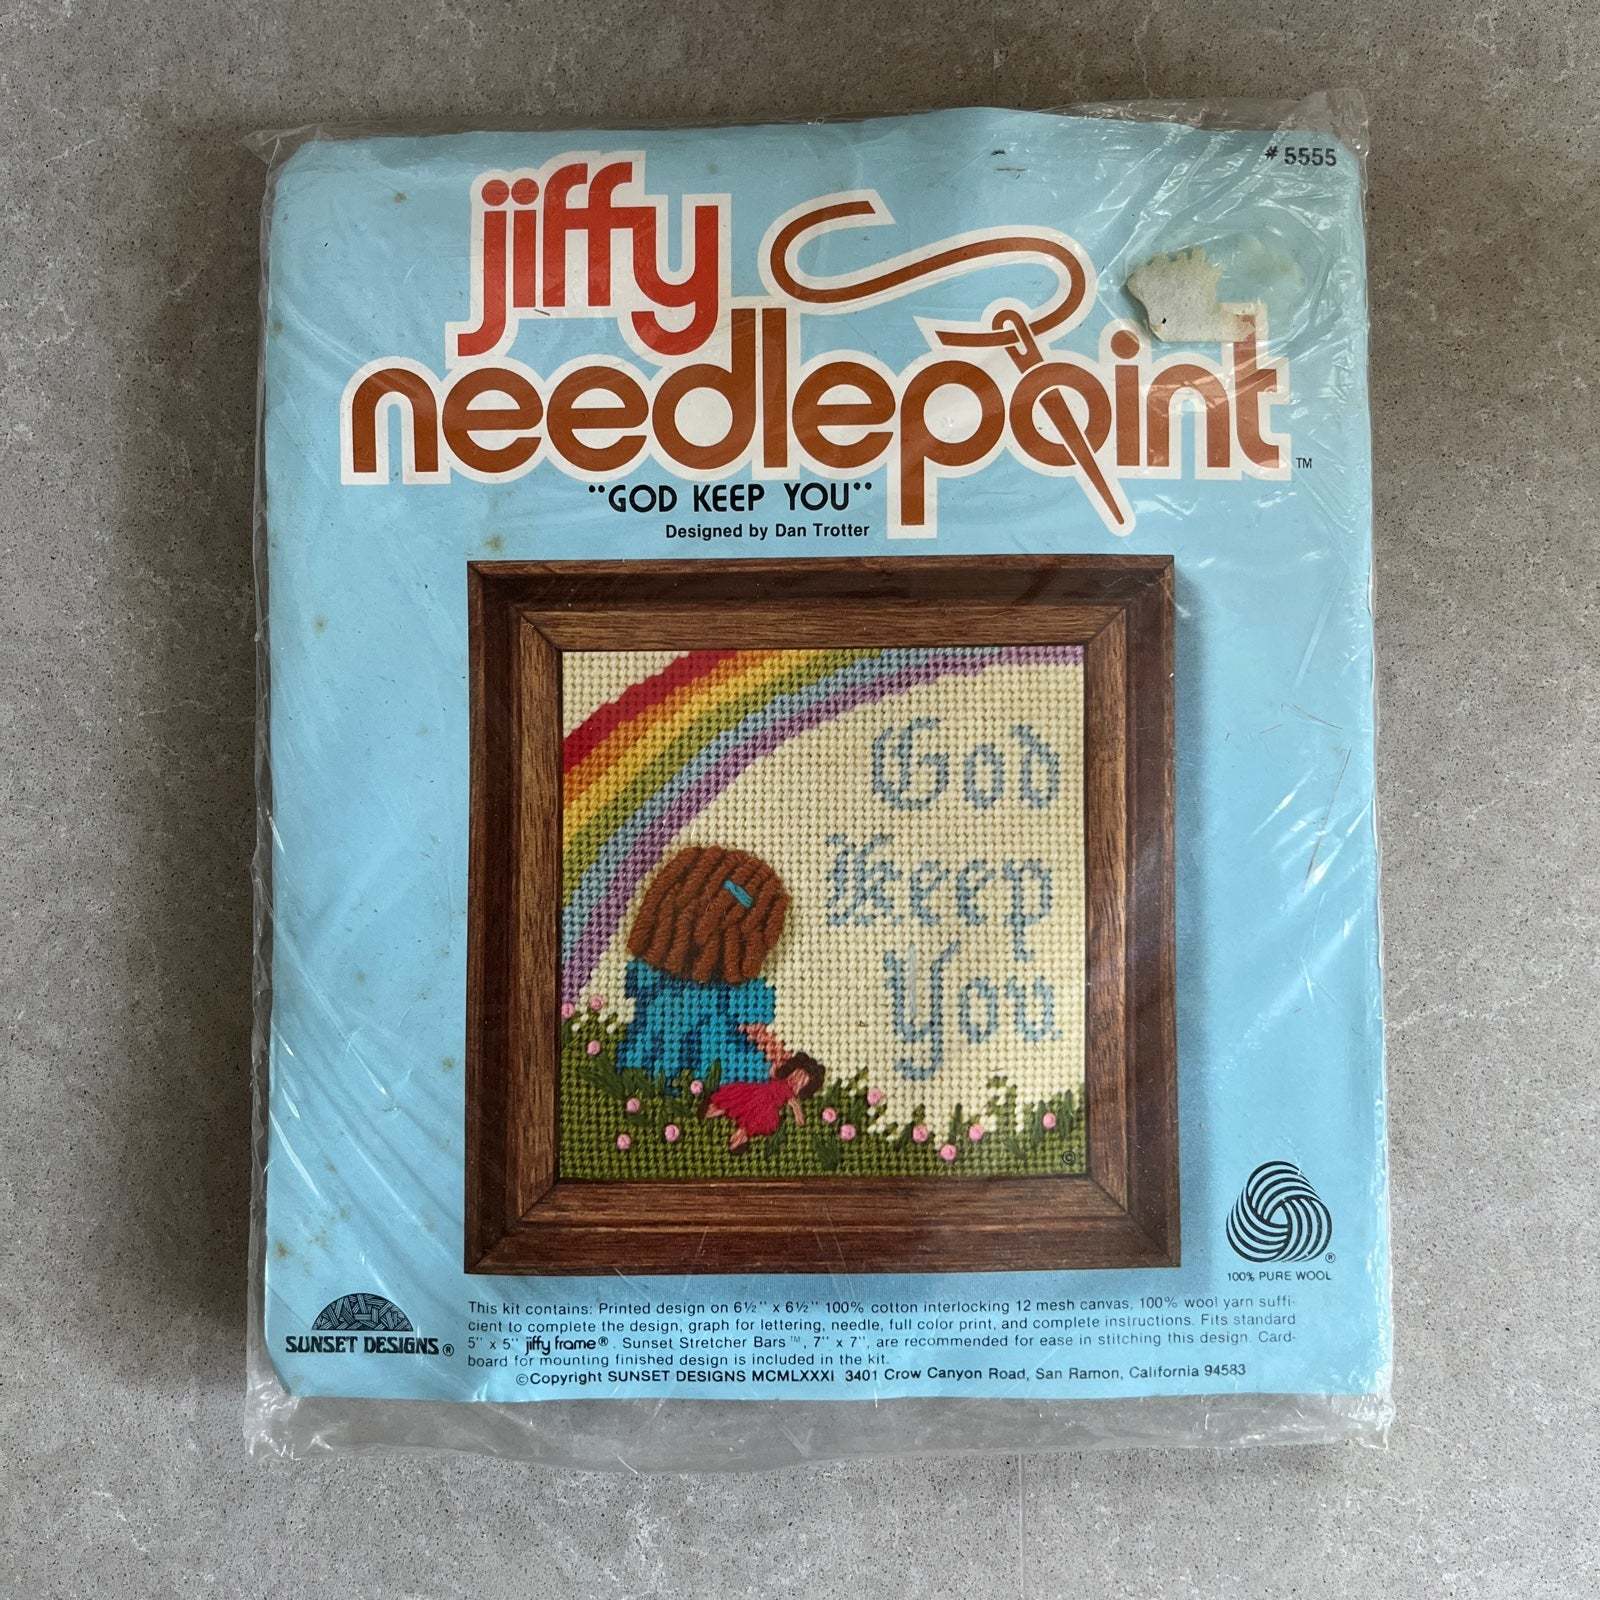 # 5555
jiffy
needlepoint™
"GOD KEEP YOU"
Designed by Dan Trotter
God
Keep
You
©
®
100% PURE WOOL
SUNSET DESIGNS®
This kit contains: Printed design on 6½" x 6½" 100% cotton interlocking 12 mesh canvas, 100% wool yarn suffi-
cient to complete the design, graph for lettering, needle, full color print, and complete instructions. Fits standard
5" x 5" jiffy frame®. Sunset Stretcher Bars™, 7" x 7", are recommended for ease in stitching this design. Card-
board for mounting finished design is included in the kit.
©Copyright SUNSET DESIGNS MCMLXXXI 3401 Crow Canyon Road, San Ramon, California 94583